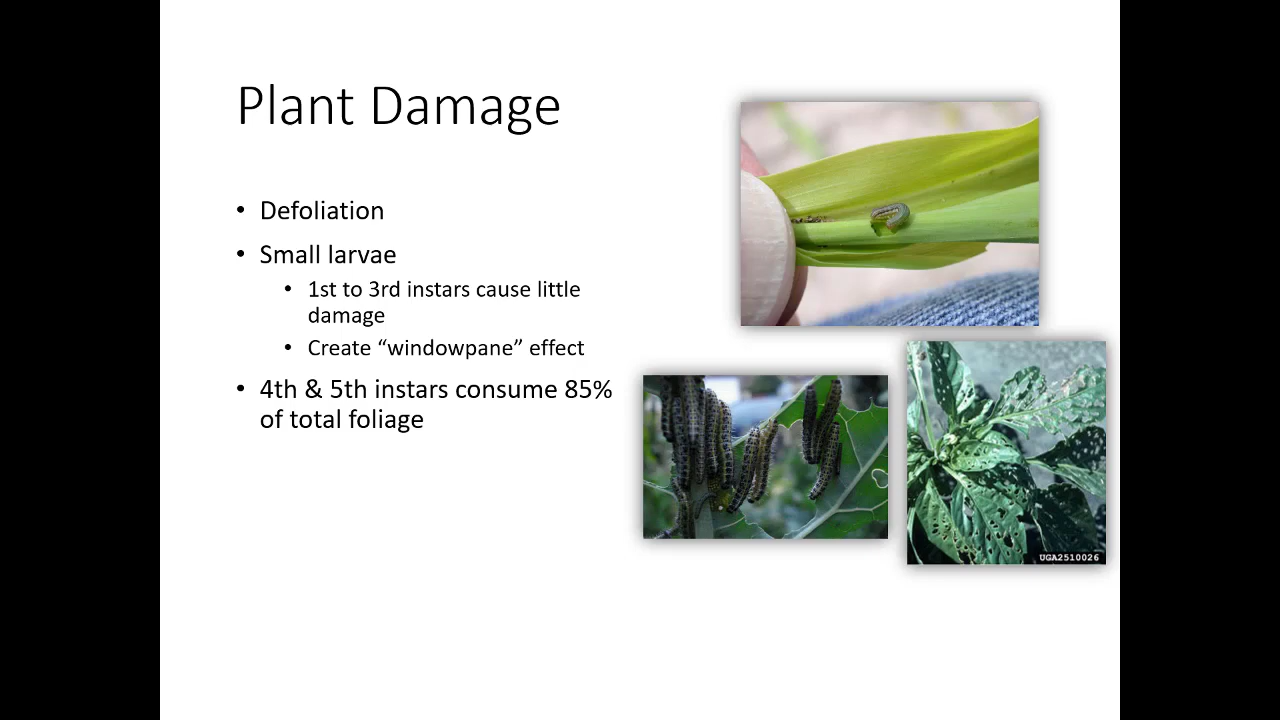 Plant Damage
• Defoliation
• Small larvae
• 1st to 3rd instars cause little
damage
• Create “windowpane” effect
• 4th & 5th instars consume 85%
of total foliage
UGA2510026